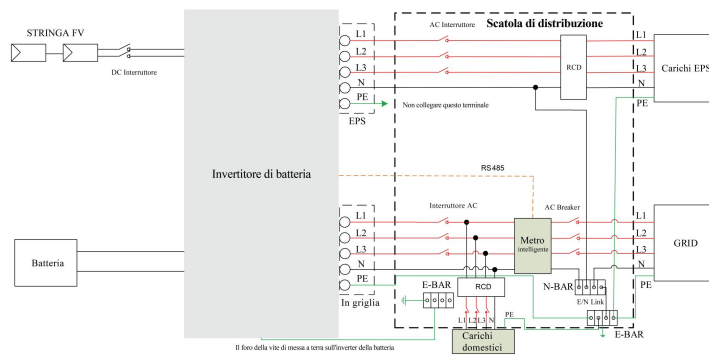 Scatola di distribuzione
AC Interruttore
STRINGA FV
DC Interruttore
L1
L2
L3
N
PE
EPS
Non collegare questo terminale
RCD
L1
L2
L3
N
PE
Carichi EPS
Invertitore di batteria
RS485
Interruttore AC
AC Breaker
L1
L2
L3
N
PE
In griglia
Metro
intelligente
L1
L2
L3
N
PE
GRID
Batteria
E-BAR
RCD
N-BAR
E/N Link
L1 L2 L3 N
PE
E-BAR
Carichi
domestici
Il foro della vite di messa a terra sull'inverter della batteria